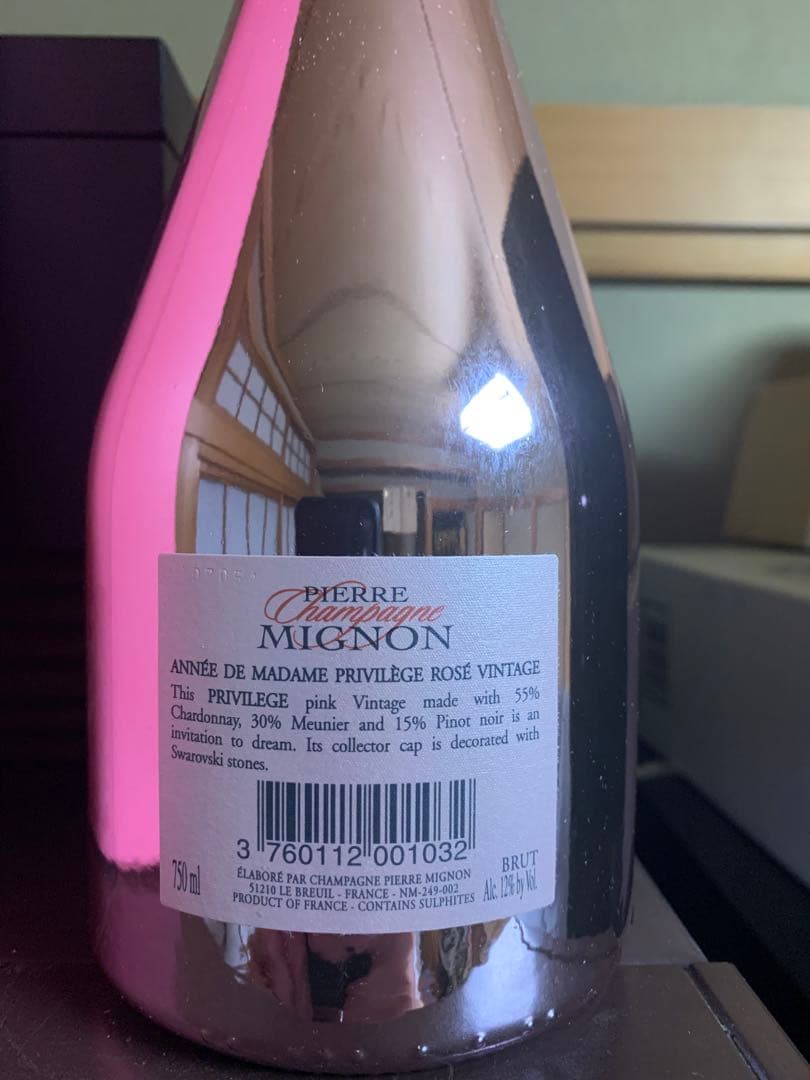 PIERRE
Champagne
MIGNON
ANNÉE DE MADAME PRIVILÈGE ROSÉ VINTAGE
This PRIVILEGE pink Vintage made with 55%
Chardonnay, 30% Meunier and 15% Pinot noir is an
invitation to dream. Its collector cap is decorated with
Swarovski stones.
3 760112 001032
750 ml
ÉLABORÉ PAR CHAMPAGNE PIERRE MIGNON
51210 LE BREUIL - FRANCE - NM-249-002
PRODUCT OF FRANCE - CONTAINS SULPHITES
BRUT
Alc. 12% by Vol.